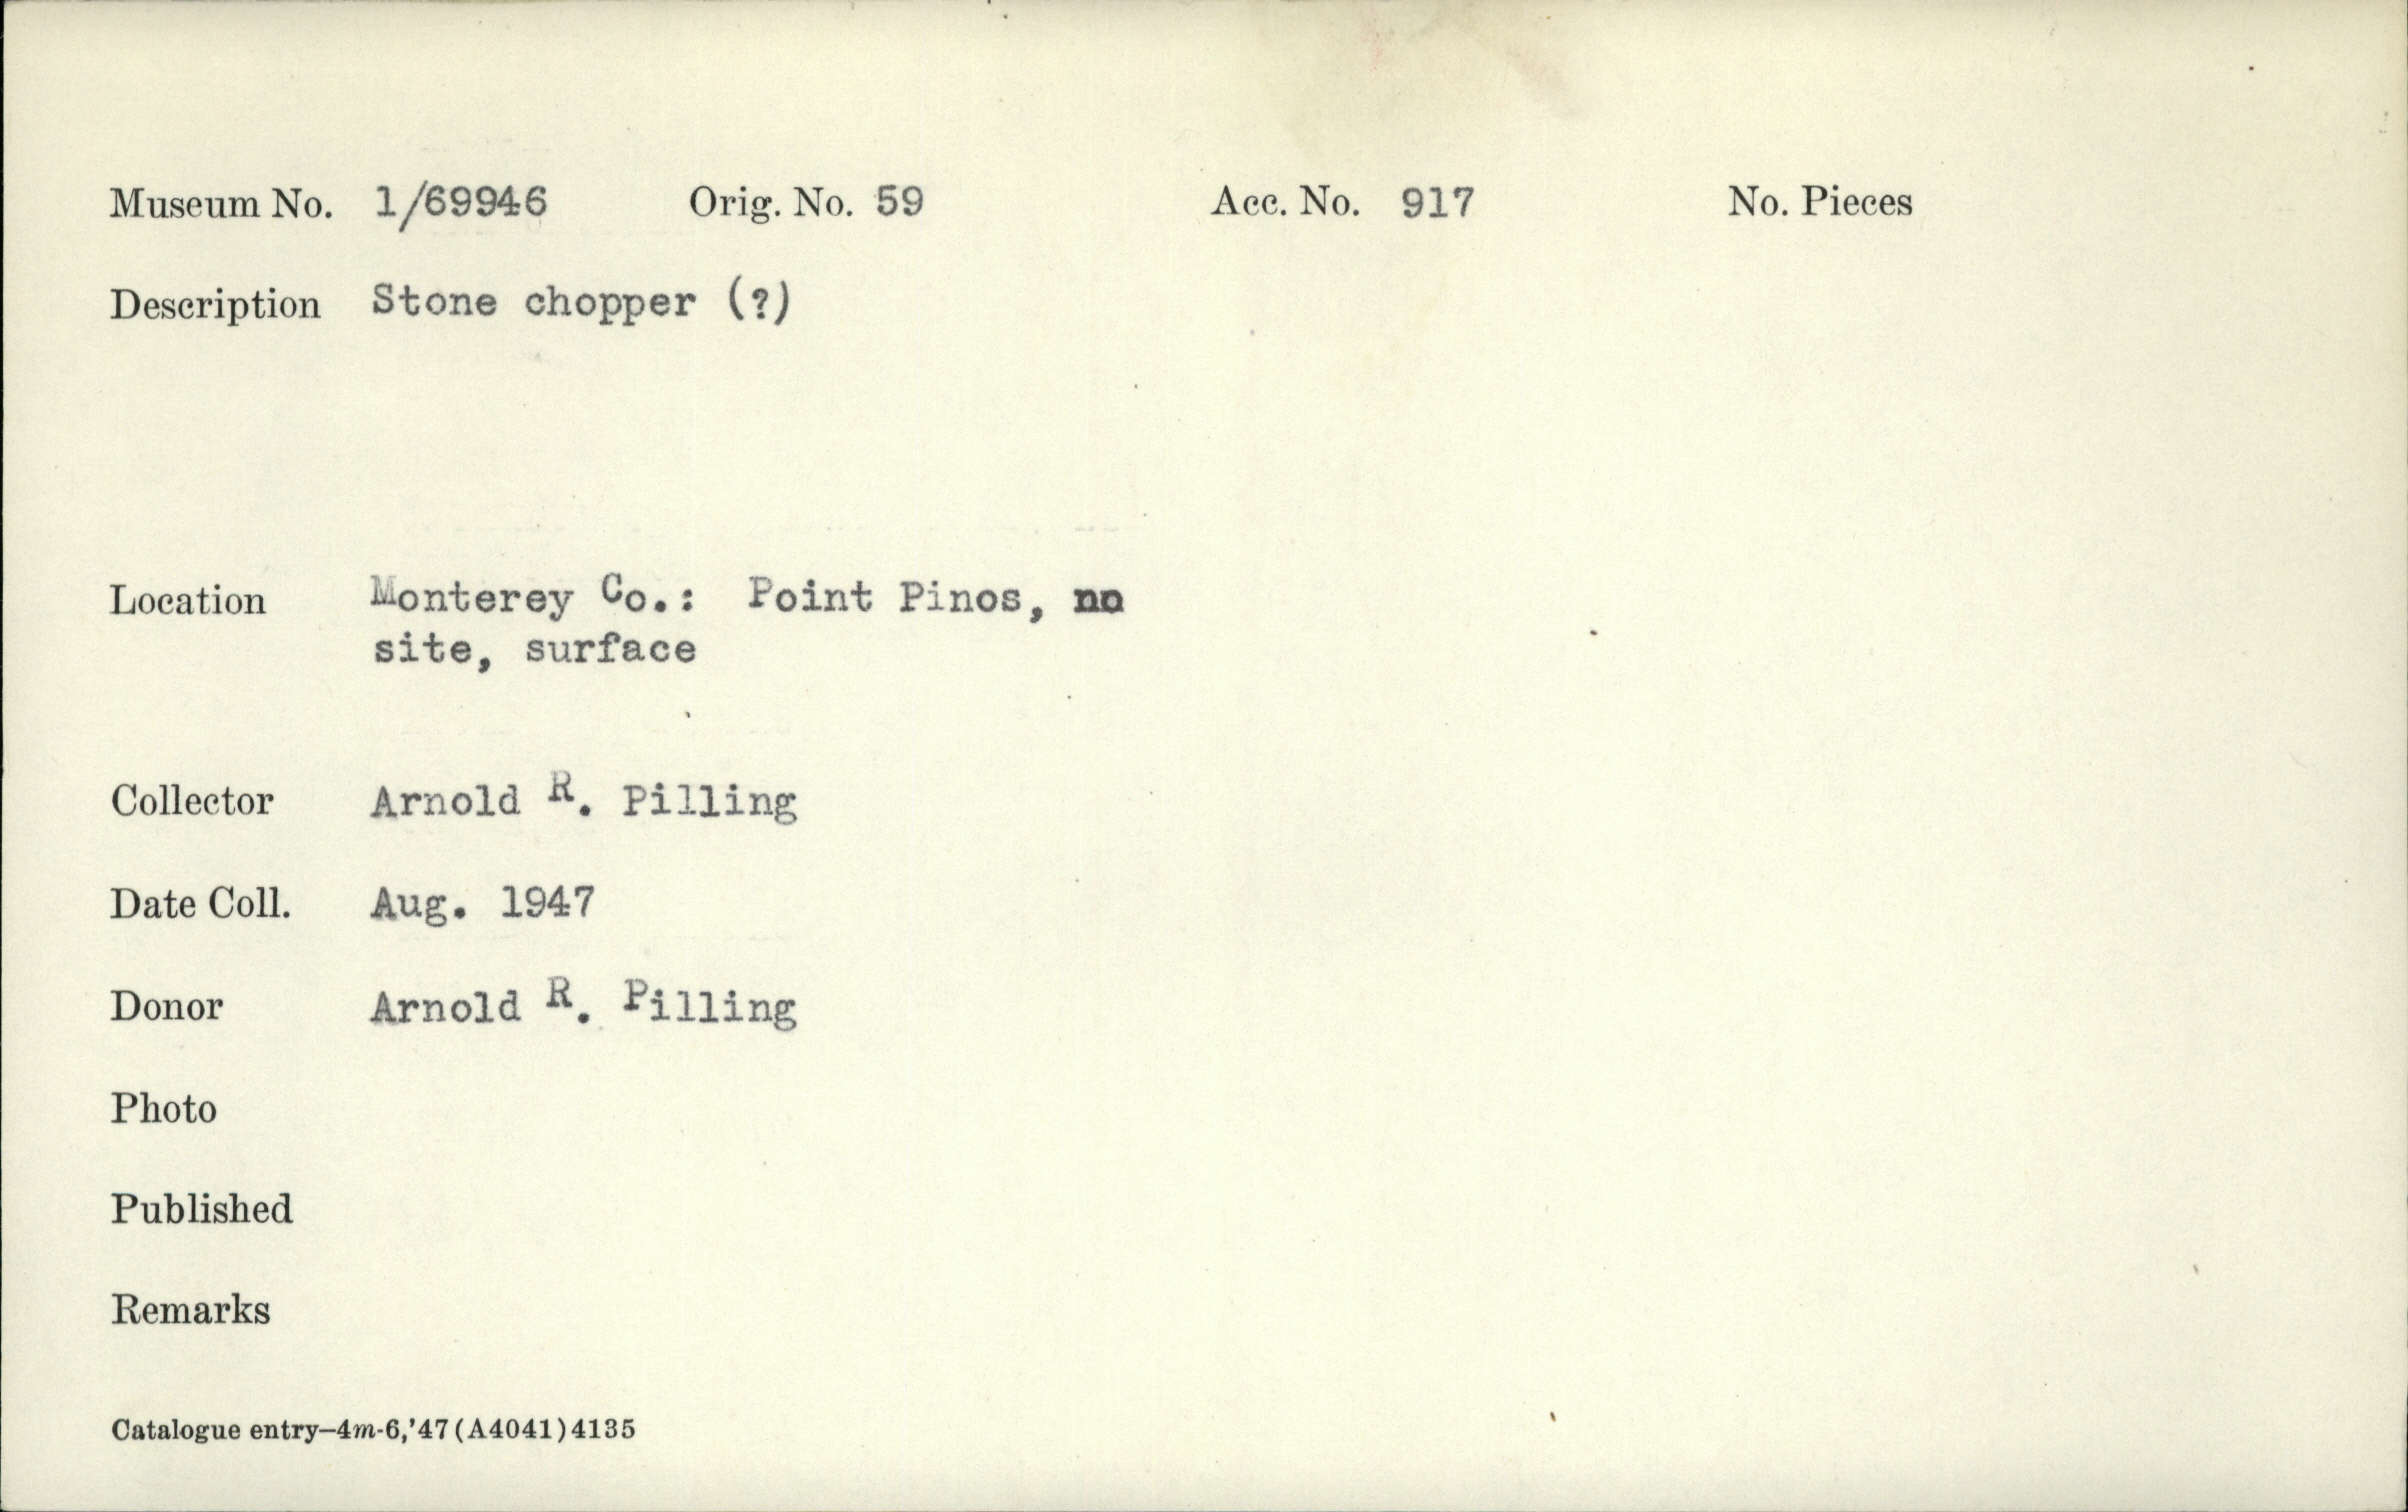 Museum No. 1/69946 Orig. No. 59 Acc. No. 917 No. Pieces
Description Stone chopper (?)
Location Monterey Co.: Point Pinos, no
site, surface
Collector Arnold R. Pilling
Date Coll. Aug. 1947
Donor Arnold R. Pilling
Photo
Published
Remarks
Catalogue entry—4m-6,'47(A4041)4135